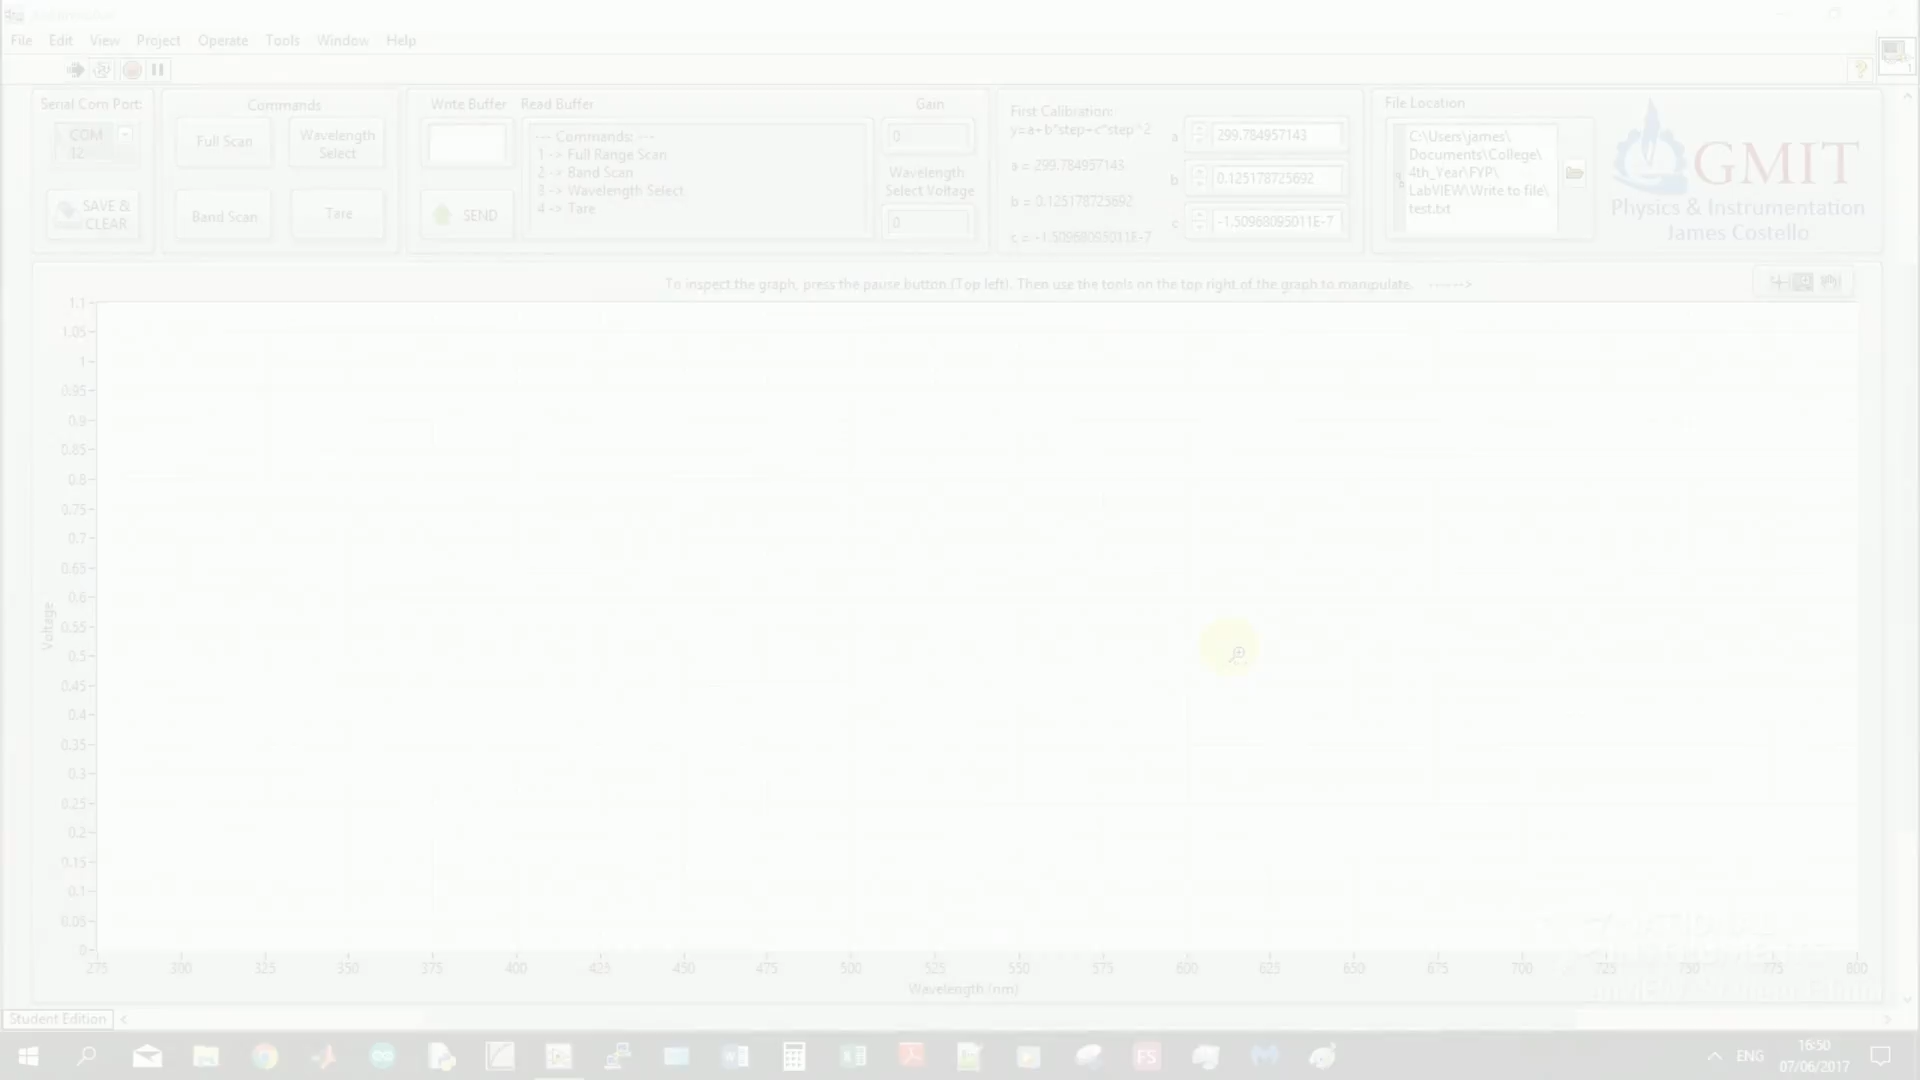 File Edit View Project Operate Tools Window Help
Serial Com Port:
COM
12
SAVE &
CLEAR
Commands
Full Scan
Wavelength
Select
Band Scan
Tare
Write Buffer
SEND
Read Buffer
--- Commands: ---
1 -> Full Range Scan
2 -> Band Scan
3 -> Wavelength Select
4 -> Tare
Gain
0
Wavelength
Select Voltage
0
First Calibration:
y=a+b*step+c*step^2
a = 299.784957143
b = 0.125178725692
c = -1.50968095011E-7
a 299.784957143
b 0.125178725692
c -1.50968095011E-7
File Location
C:\Users\james\
Documents\College\
4th_Year\FYP\
LabVIEW\Write to file\
test.txt
GMIT
Physics & Instrumentation
James Costello
To inspect the graph, press the pause button (Top left). Then use the tools on the top right of the graph to manipulate. ------>
Voltage
1.1
1.05
1
0.95
0.9
0.85
0.8
0.75
0.7
0.65
0.6
0.55
0.5
0.45
0.4
0.35
0.3
0.25
0.2
0.15
0.1
0.05
0
275 300 325 350 375 400 425 450 475 500 525 550 575 600 625 650 675 700 725 750 775 800
Wavelength (nm)
Student Edition
FS
ENG
16:50
07/06/2017